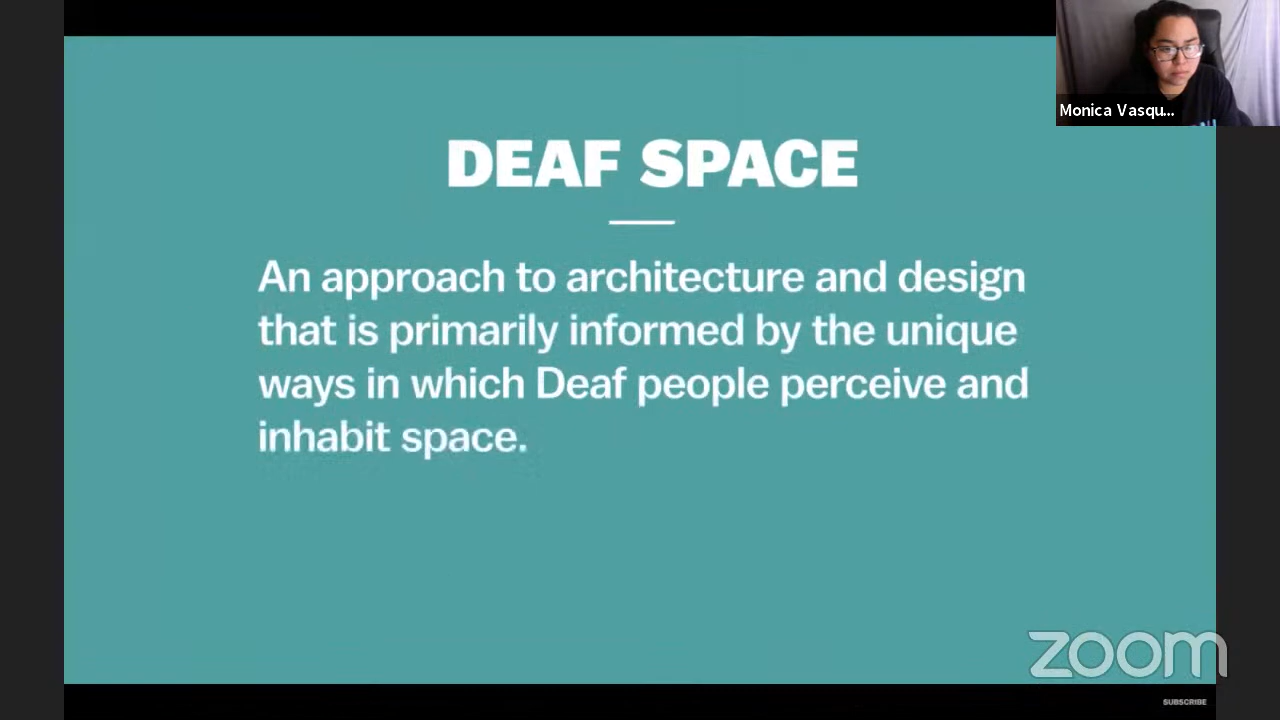 Monica Vasqu...
DEAF SPACE
An approach to architecture and design
that is primarily informed by the unique
ways in which Deaf people perceive and
inhabit space.
zoom
SUBSCRIBE